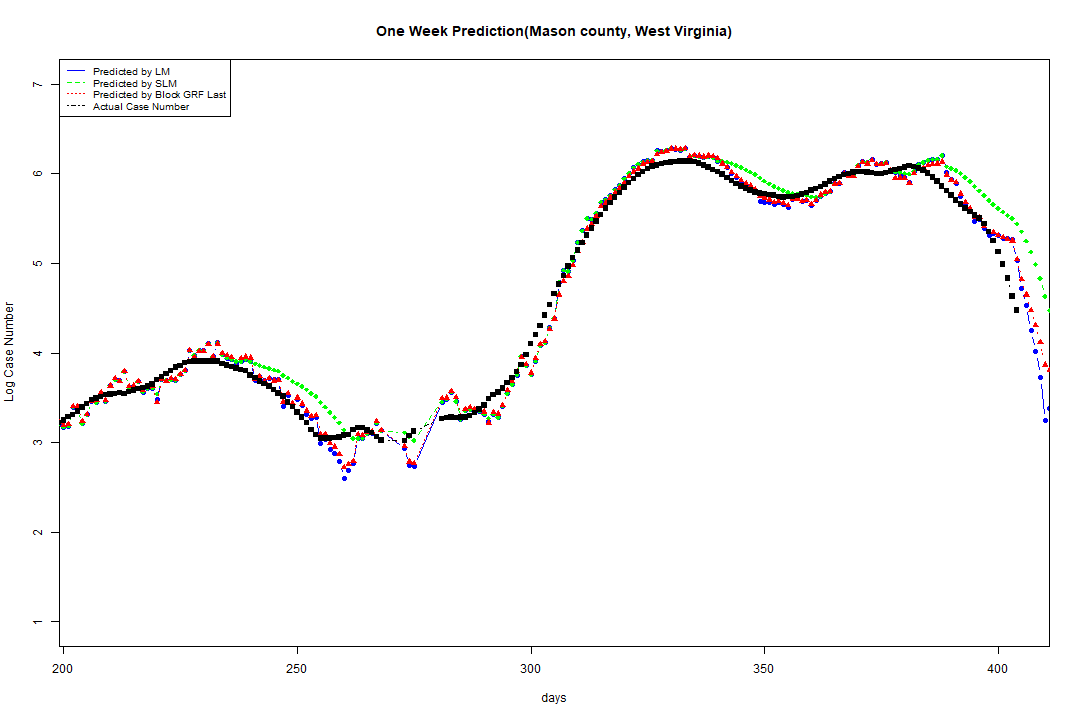 One Week Prediction(Mason county, West Virginia)
Predicted by LM
Predicted by SLM
Predicted by Block GRF Last
Actual Case Number
7
6
5
4
3
2
1
Log Case Number
200 250 300 350 400
days